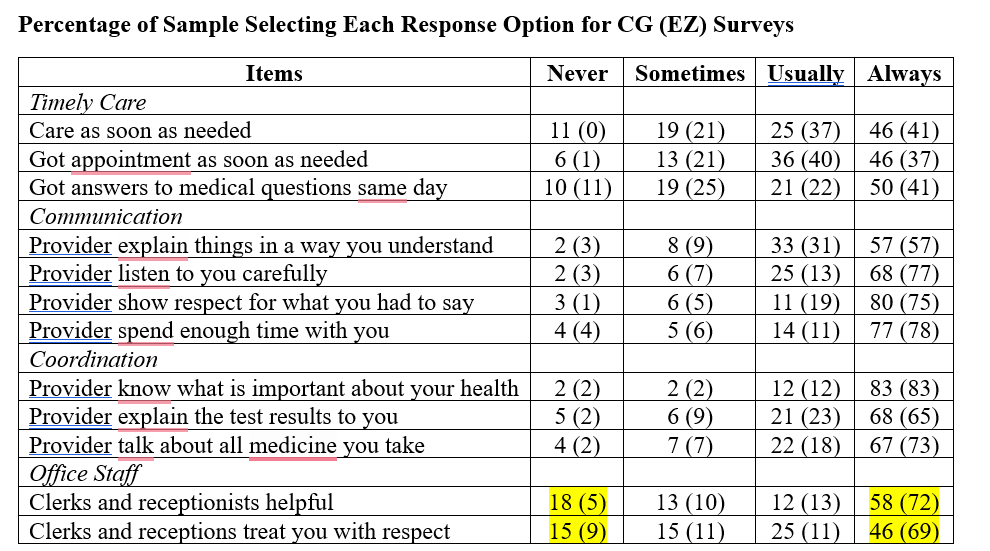 Percentage of Sample Selecting Each Response Option for CG (EZ) Surveys
Items Never Sometimes Usually Always
Timely Care
Care as soon as needed 11 (0) 19 (21) 25 (37) 46 (41)
Got appointment as soon as needed 6 (1) 13 (21) 36 (40) 46 (37)
Got answers to medical questions same day 10 (11) 19 (25) 21 (22) 50 (41)
Communication
Provider explain things in a way you understand 2 (3) 8 (9) 33 (31) 57 (57)
Provider listen to you carefully 2 (3) 6 (7) 25 (13) 68 (77)
Provider show respect for what you had to say 3 (1) 6 (5) 11 (19) 80 (75)
Provider spend enough time with you 4 (4) 5 (6) 14 (11) 77 (78)
Coordination
Provider know what is important about your health 2 (2) 2 (2) 12 (12) 83 (83)
Provider explain the test results to you 5 (2) 6 (9) 21 (23) 68 (65)
Provider talk about all medicine you take 4 (2) 7 (7) 22 (18) 67 (73)
Office Staff
Clerks and receptionists helpful 18 (5) 13 (10) 12 (13) 58 (72)
Clerks and receptions treat you with respect 15 (9) 15 (11) 25 (11) 46 (69)